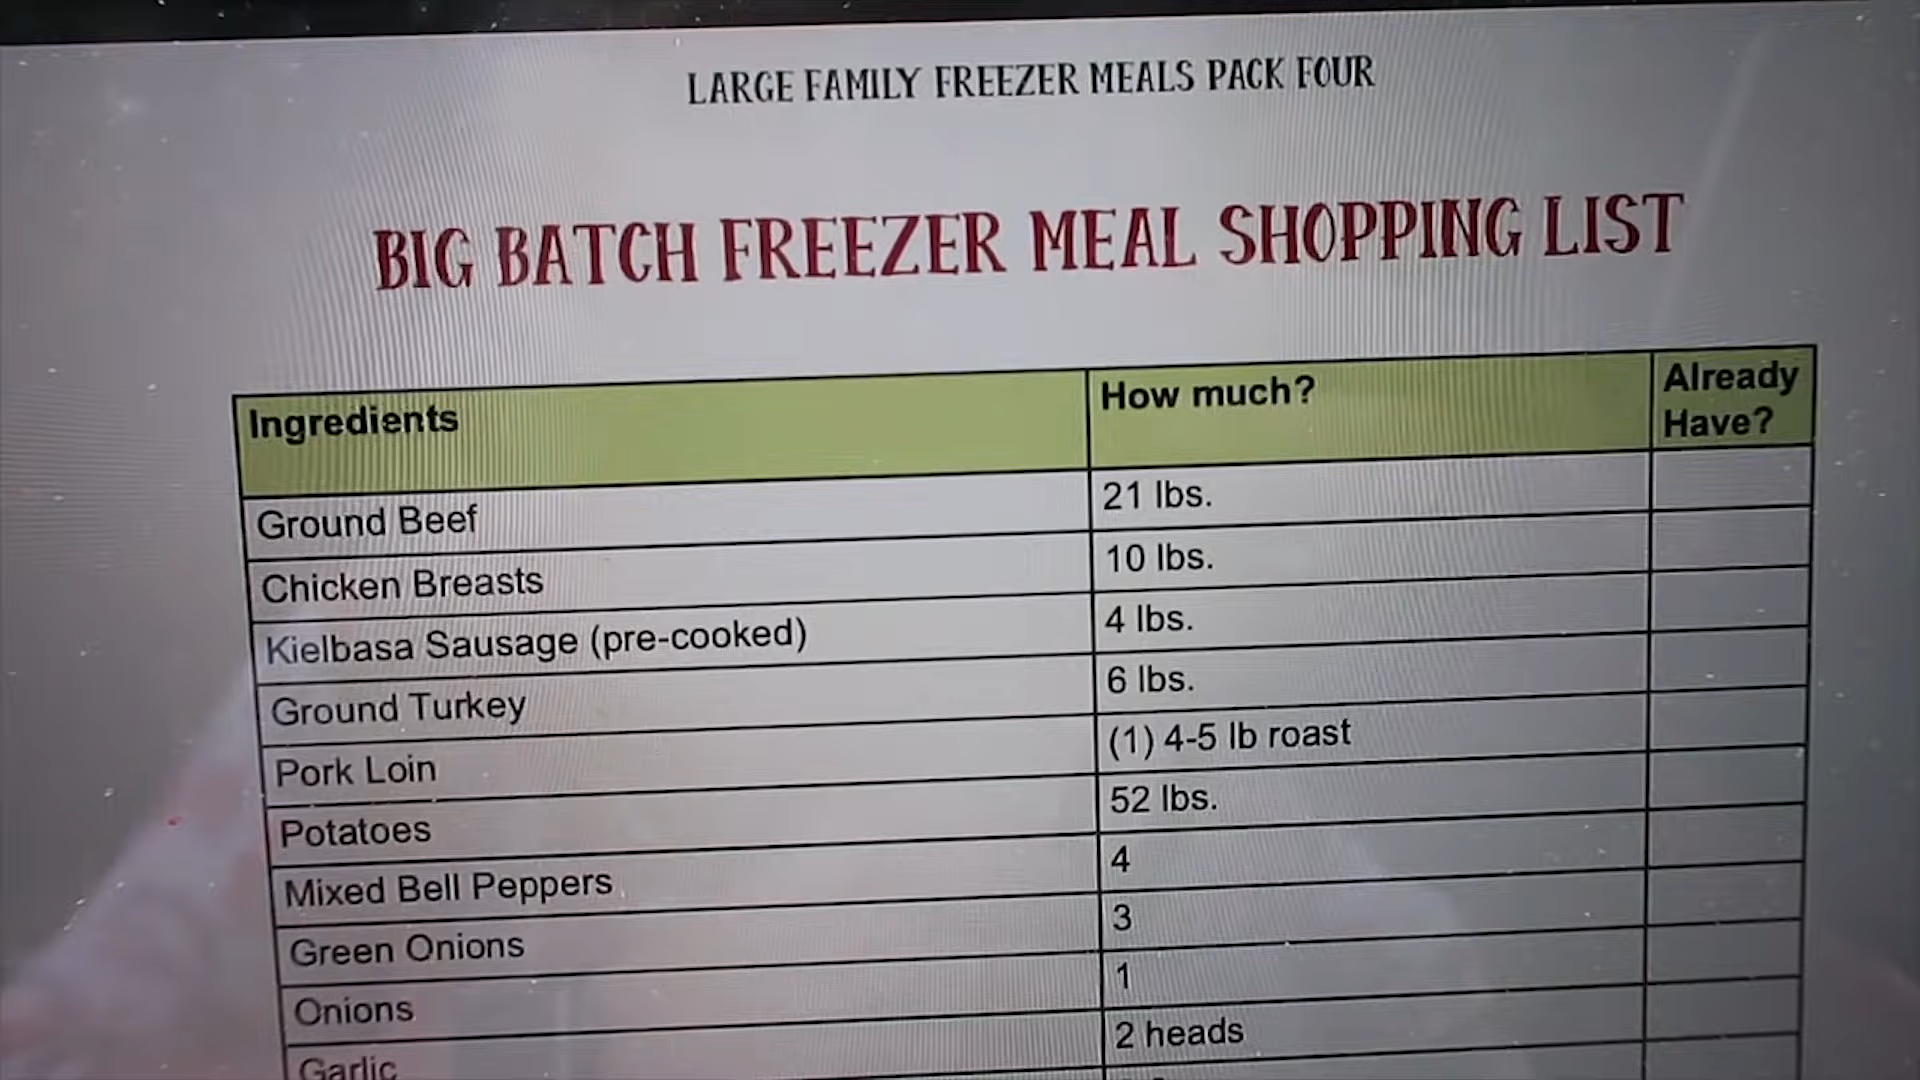 LARGE FAMILY FREEZER MEALS PACK FOUR
BIG BATCH FREEZER MEAL SHOPPING LIST
Ingredients How much? Already Have?
Ground Beef 21 lbs.
Chicken Breasts 10 lbs.
Kielbasa Sausage (pre-cooked) 4 lbs.
Ground Turkey 6 lbs.
Pork Loin (1) 4-5 lb roast
Potatoes 52 lbs.
Mixed Bell Peppers 4
Green Onions 3
Onions 1
Garlic 2 heads